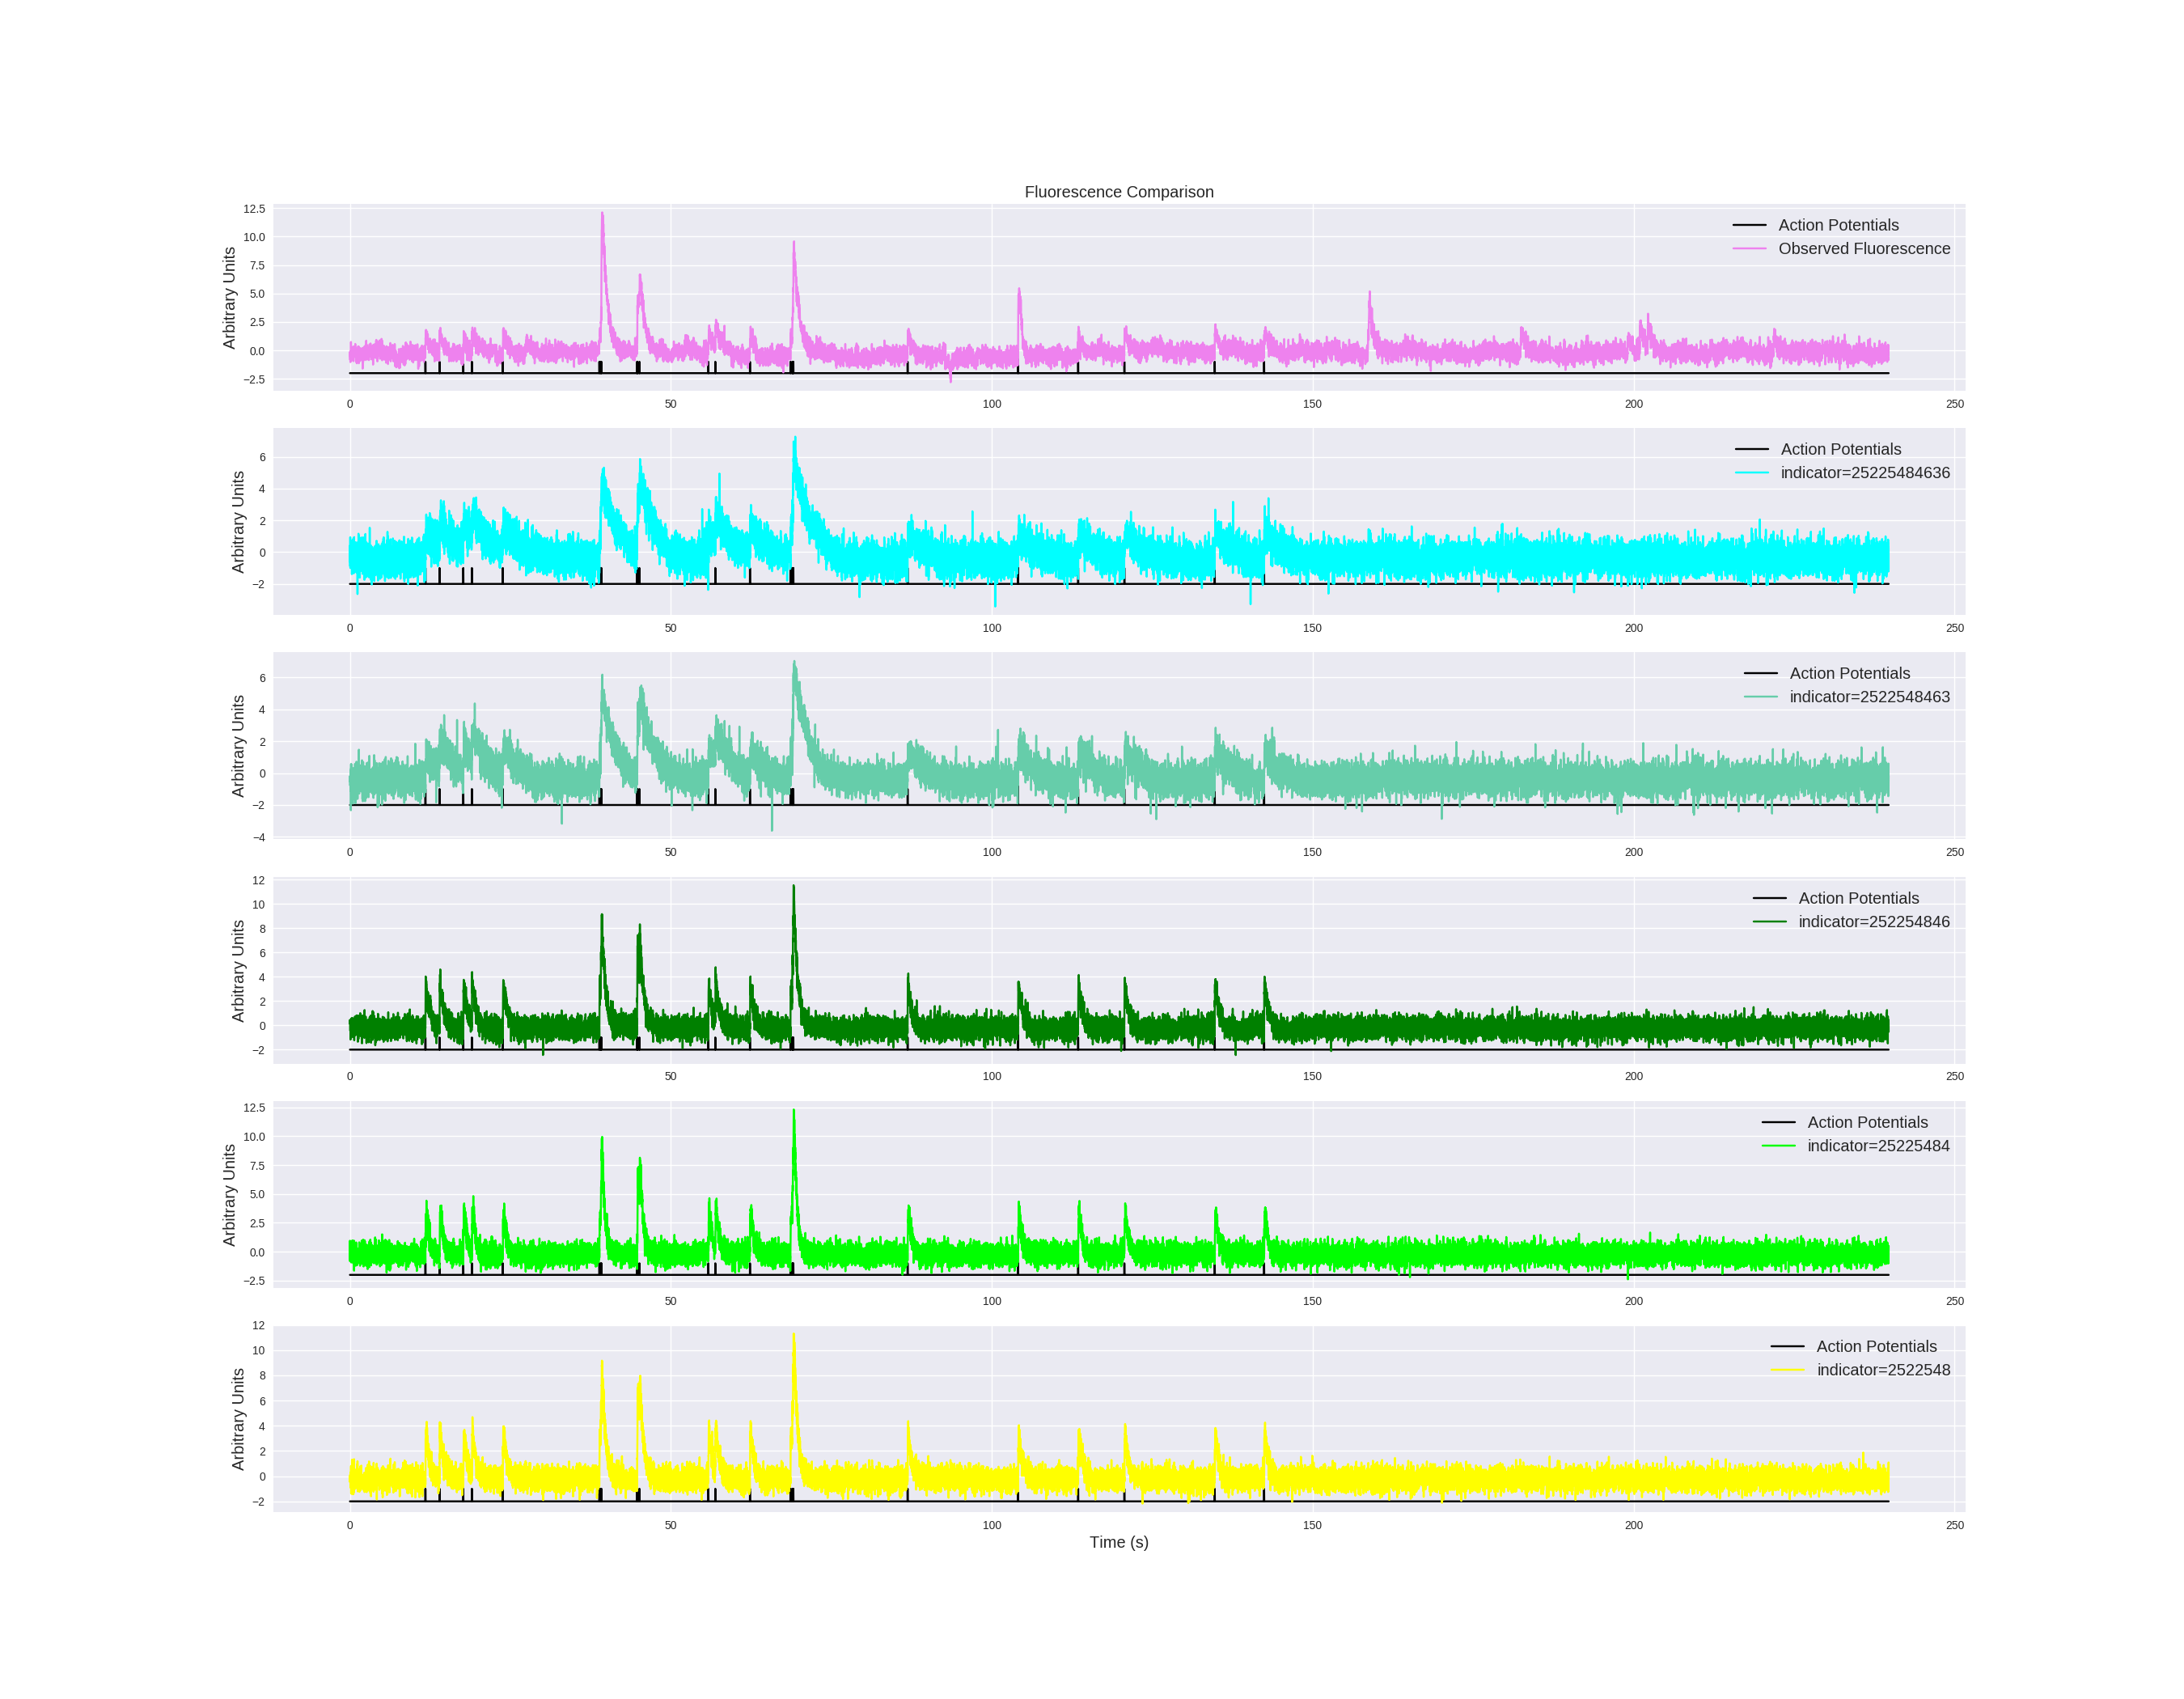 Fluorescence Comparison
Arbitrary Units
12.5
10.0
7.5
5.0
2.5
0.0
−2.5
Action Potentials
Observed Fluorescence
0 50 100 150 200 250
Arbitrary Units
6
4
2
0
−2
Action Potentials
indicator=25225484636
0 50 100 150 200 250
Arbitrary Units
6
4
2
0
−2
−4
Action Potentials
indicator=2522548463
0 50 100 150 200 250
Arbitrary Units
12
10
8
6
4
2
0
−2
Action Potentials
indicator=252254846
0 50 100 150 200 250
Arbitrary Units
12.5
10.0
7.5
5.0
2.5
0.0
−2.5
Action Potentials
indicator=25225484
0 50 100 150 200 250
Arbitrary Units
12
10
8
6
4
2
0
−2
Action Potentials
indicator=2522548
0 50 100 150 200 250
Time (s)